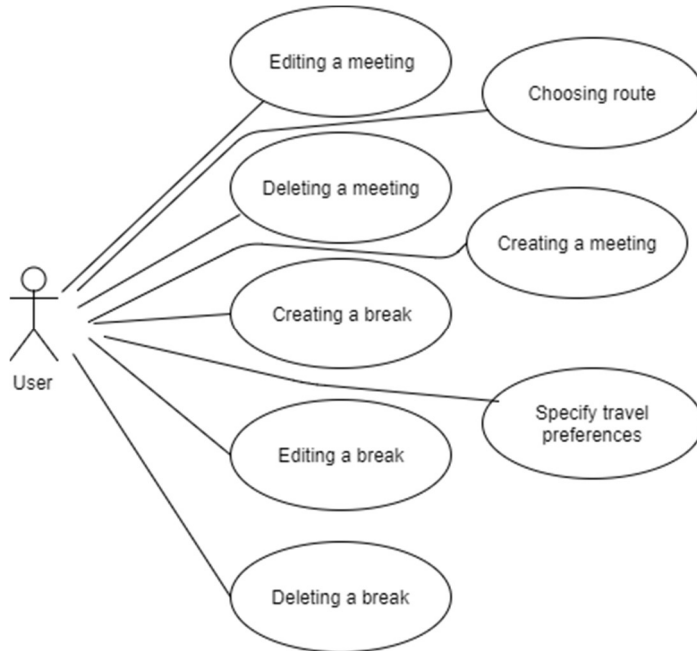 Editing a meeting
Choosing route
Deleting a meeting
Creating a meeting
Creating a break
User
Specify travel
preferences
Editing a break
Deleting a break